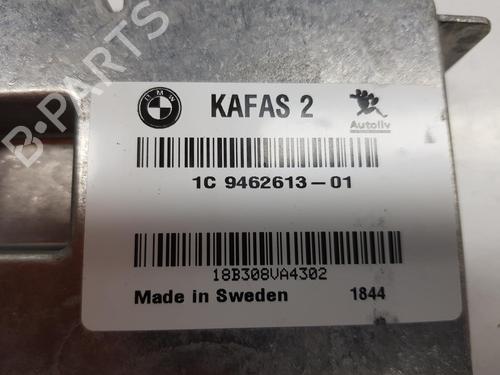 B-PARTS
BMW
KAFAS 2
Autoliv
1C 9462613-01
18B308VA4302
Made in Sweden 1844